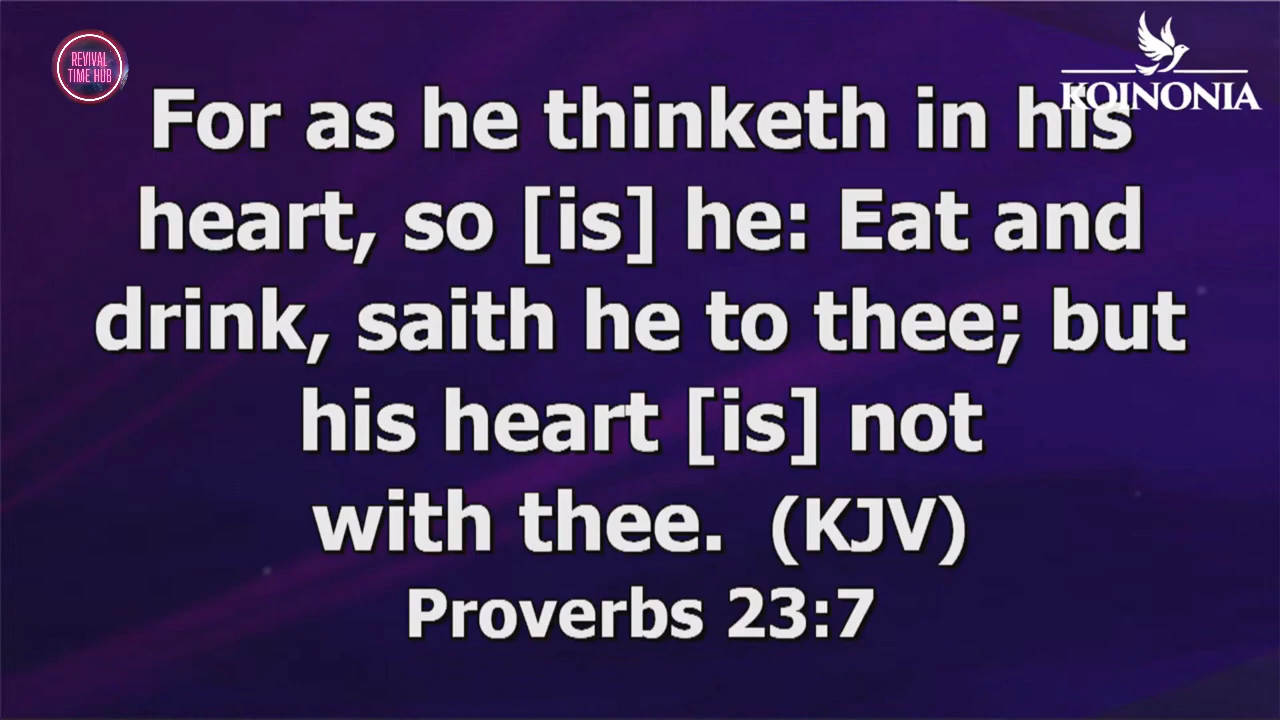 REVIVAL
TIME HUB
KOINONIA
For as he thinketh in his
heart, so [is] he: Eat and
drink, saith he to thee; but
his heart [is] not
with thee. (KJV)
Proverbs 23:7